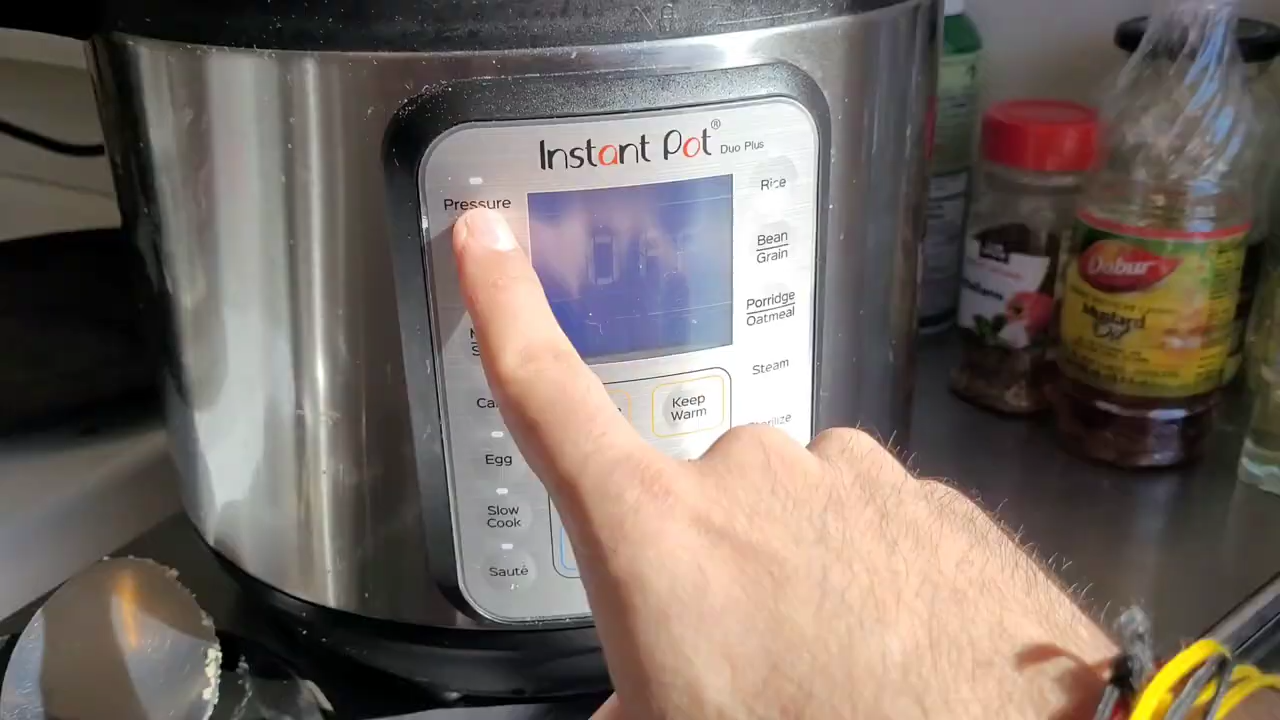 Instant Pot®
Duo Plus
Pressure
Rice
Bean
Grain
Porridge
Oatmeal
Steam
Keep
Warm
Egg
Slow
Cook
Sauté
Dabur
Mustard
Oil